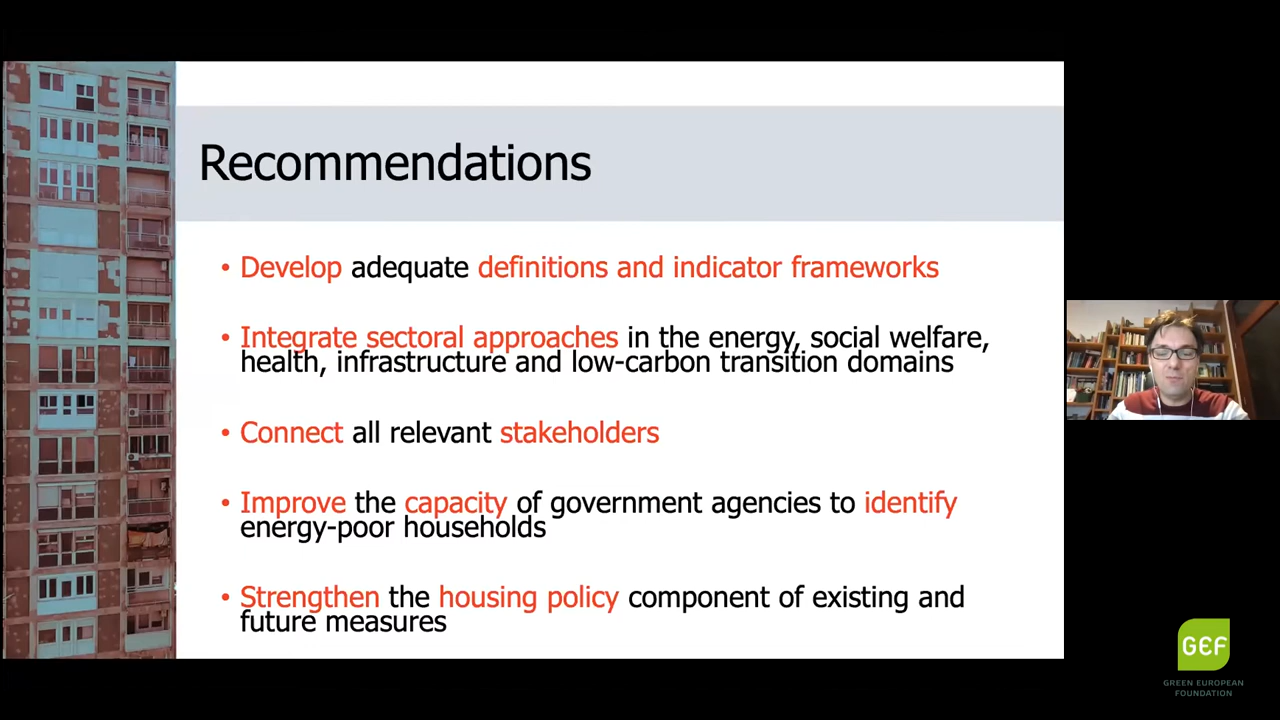 Recommendations
• Develop adequate definitions and indicator frameworks
• Integrate sectoral approaches in the energy, social welfare,
health, infrastructure and low-carbon transition domains
• Connect all relevant stakeholders
• Improve the capacity of government agencies to identify
energy-poor households
• Strengthen the housing policy component of existing and
future measures
GEF
GREEN EUROPEAN
FOUNDATION